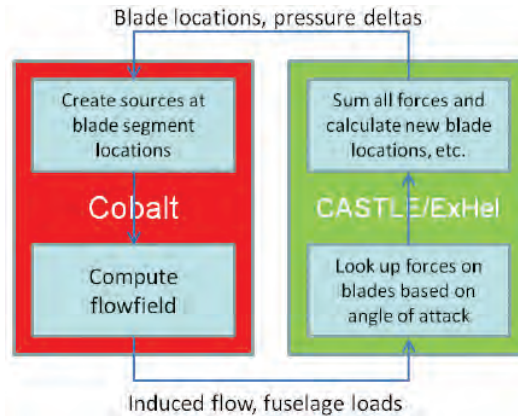 Blade locations, pressure deltas
Create sources at
blade segment
locations
Cobalt
Compute
flowfield
Sum all forces and
calculate new blade
locations, etc.
CASTLE/ExHel
Look up forces on
blades based on
angle of attack
Induced flow, fuselage loads